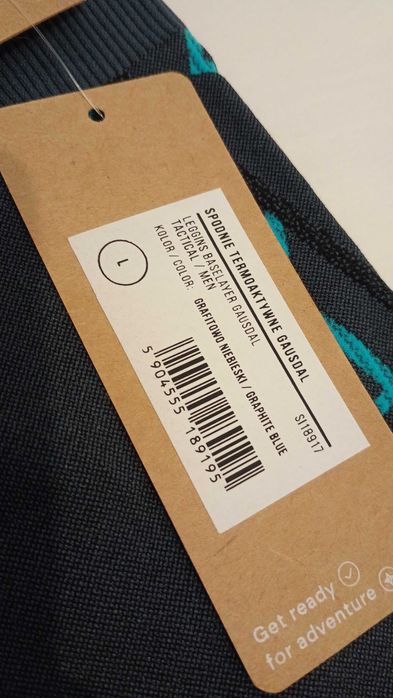 SPODNIE TERMOAKTYWNE GAUSDAL
SI18917
LEGGINS BASELAYER GAUSDAL
TACTICAL / MEN
KOLOR / COLOR:
GRAFITOWO NIEBIESKI / GRAPHITE BLUE
L
5 904555 189195
Get ready
for adventure